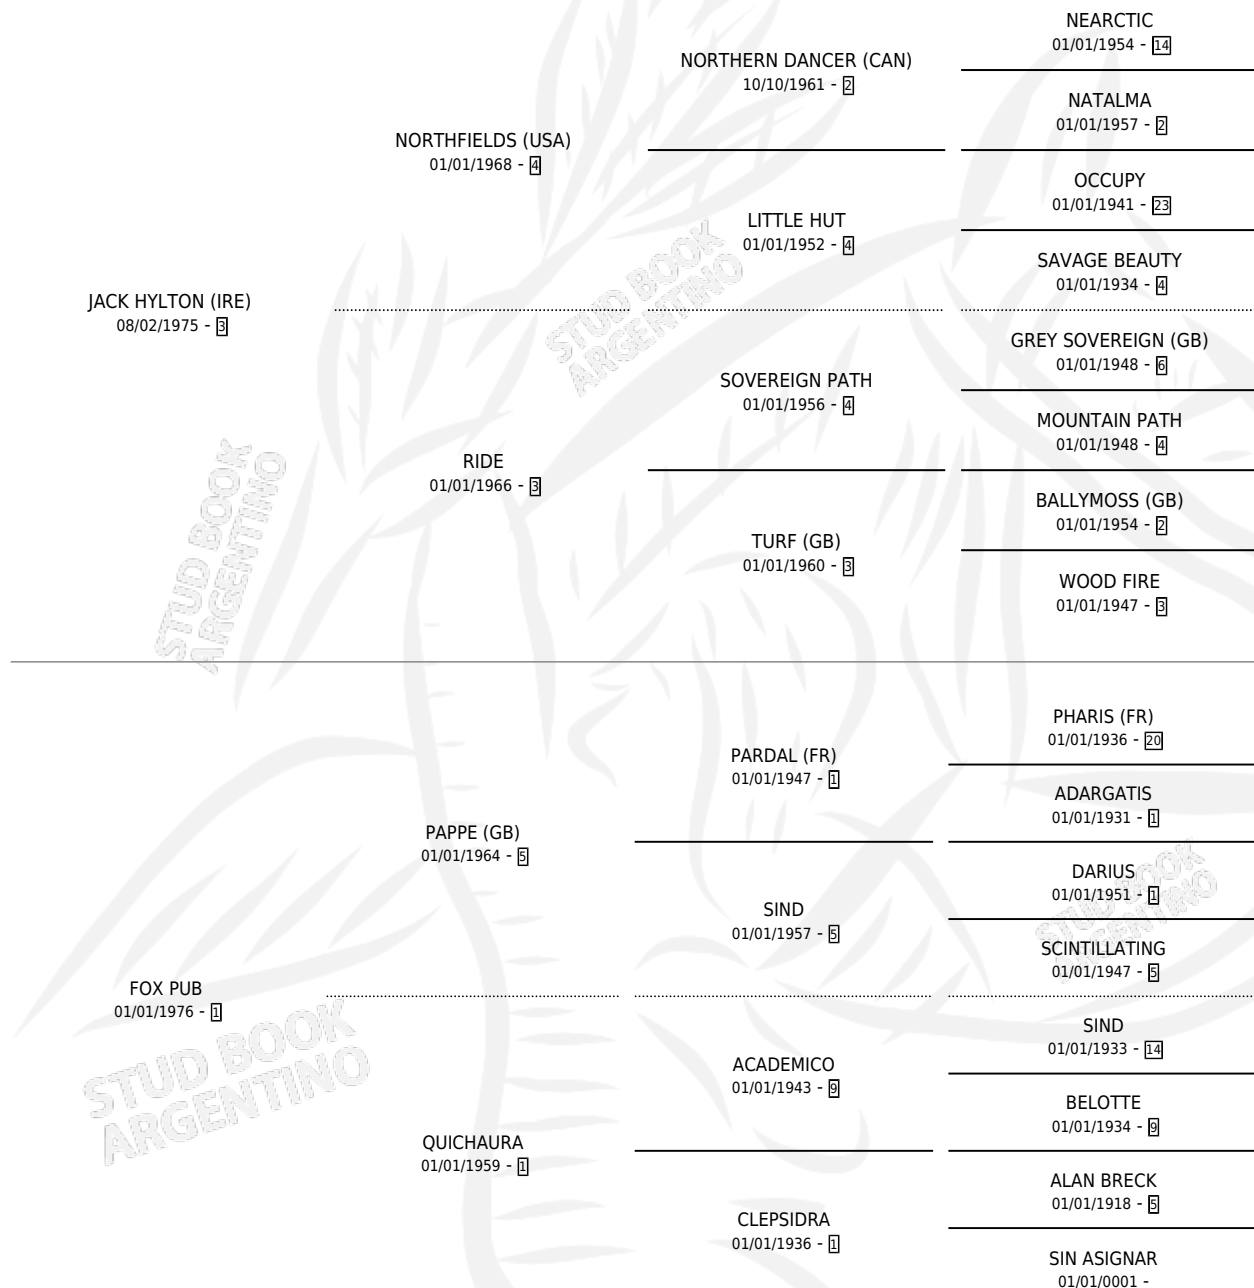 NEARCTIC
01/01/1954 - 14
NORTHERN DANCER (CAN)
10/10/1961 - 2
NATALMA
01/01/1957 - 2
NORTHFIELDS (USA)
01/01/1968 - 4
OCCUPY
01/01/1941 - 23
LITTLE HUT
01/01/1952 - 4
SAVAGE BEAUTY
01/01/1934 - 4
JACK HYLTON (IRE)
08/02/1975 - 3
GREY SOVEREIGN (GB)
01/01/1948 - 6
SOVEREIGN PATH
01/01/1956 - 4
MOUNTAIN PATH
01/01/1948 - 4
RIDE
01/01/1966 - 3
BALLYMOSS (GB)
01/01/1954 - 2
TURF (GB)
01/01/1960 - 3
WOOD FIRE
01/01/1947 - 3
PHARIS (FR)
01/01/1936 - 20
PARDAL (FR)
01/01/1947 - 1
ADARGATIS
01/01/1931 - 1
PAPPE (GB)
01/01/1964 - 5
DARIUS
01/01/1951 - 1
SIND
01/01/1957 - 5
SCINTILLATING
01/01/1947 - 5
FOX PUB
01/01/1976 - 1
SIND
01/01/1933 - 14
ACADEMICO
01/01/1943 - 9
BELOTTE
01/01/1934 - 9
QUICHAURA
01/01/1959 - 1
ALAN BRECK
01/01/1918 - 5
CLEPSIDRA
01/01/1936 - 1
SIN ASIGNAR
01/01/0001 -
STUD BOOK
ARGENTINO
STUD BOOK
ARGENTINO
STUD BOOK
ARGENTINO
STUD BOOK
ARGENTINO